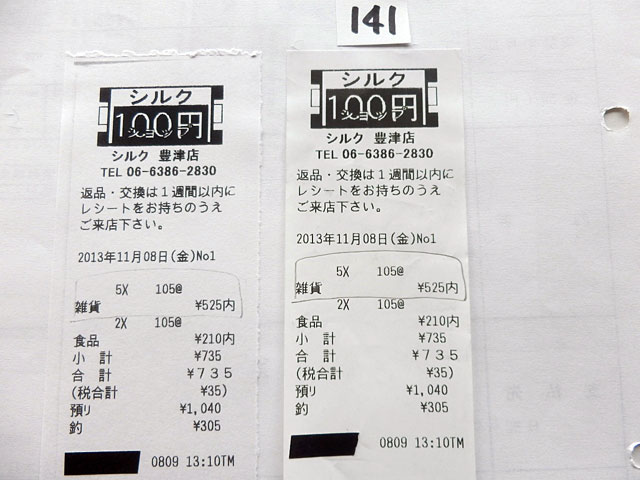 141
シルク
100円
ショップ
シルク 豊津店
TEL 06-6386-2830
返品・交換は1週間以内に
レシートをお持ちのうえ
ご来店下さい。
2013年11月08日(金)No1
5X 105@
雑貨 ¥525内
2X 105@
食品 ¥210内
小 計 ¥735
合 計 ¥735
(税合計 ¥35)
預り ¥1,040
釣 ¥305
0809 13:10TM
シルク
100円
ショップ
シルク 豊津店
TEL 06-6386-2830
返品・交換は1週間以内に
レシートをお持ちのうえ
ご来店下さい。
2013年11月08日(金)No1
5X 105@
雑貨 ¥525内
2X 105@
食品 ¥210内
小 計 ¥735
合 計 ¥735
(税合計 ¥35)
預り ¥1,040
釣 ¥305
0809 13:10TM